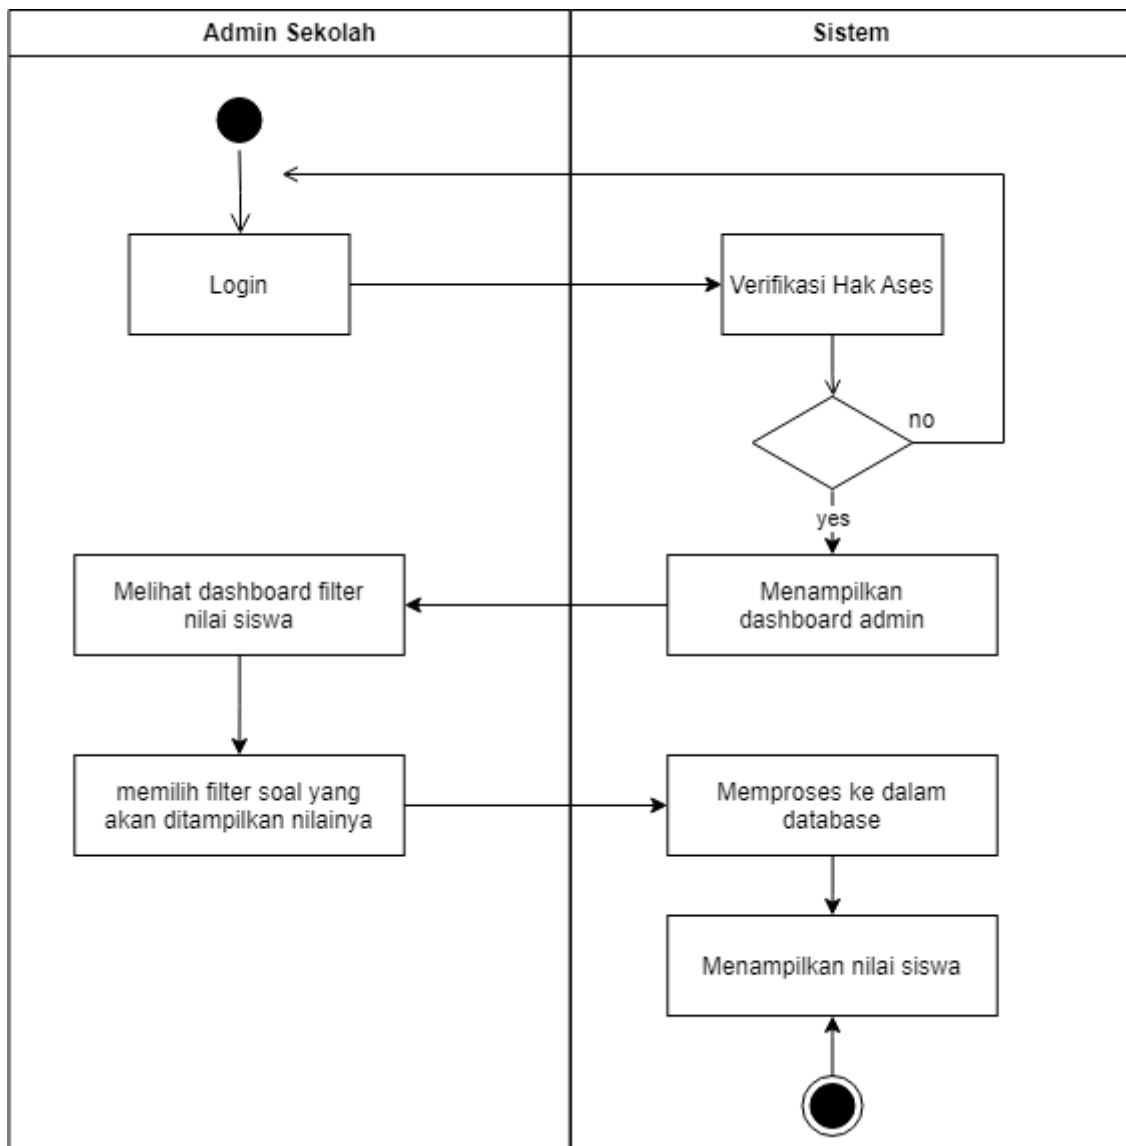 Admin Sekolah
Sistem
Login
Verifikasi Hak Ases
no
yes
Melihat dashboard filter
nilai siswa
Menampilkan
dashboard admin
memilih filter soal yang
akan ditampilkan nilainya
Memproses ke dalam
database
Menampilkan nilai siswa